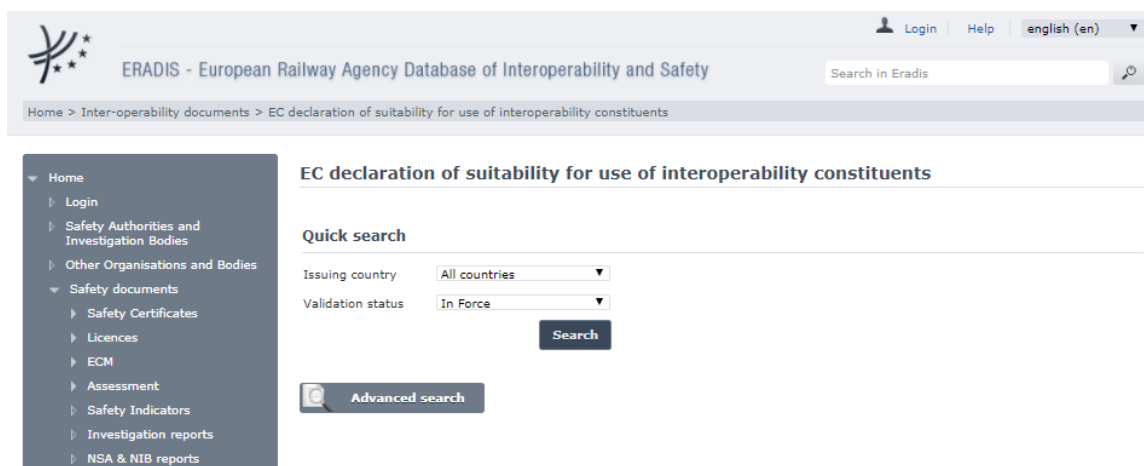 Login
Help
english (en)
ERADIS - European Railway Agency Database of Interoperability and Safety
Search in Eradis
Home > Inter-operability documents > EC declaration of suitability for use of interoperability constituents
Home
Login
Safety Authorities and
Investigation Bodies
Other Organisations and Bodies
Safety documents
Safety Certificates
Licences
ECM
Assessment
Safety Indicators
Investigation reports
NSA & NIB reports
EC declaration of suitability for use of interoperability constituents
Quick search
Issuing country
All countries
Validation status
In Force
Search
Advanced search